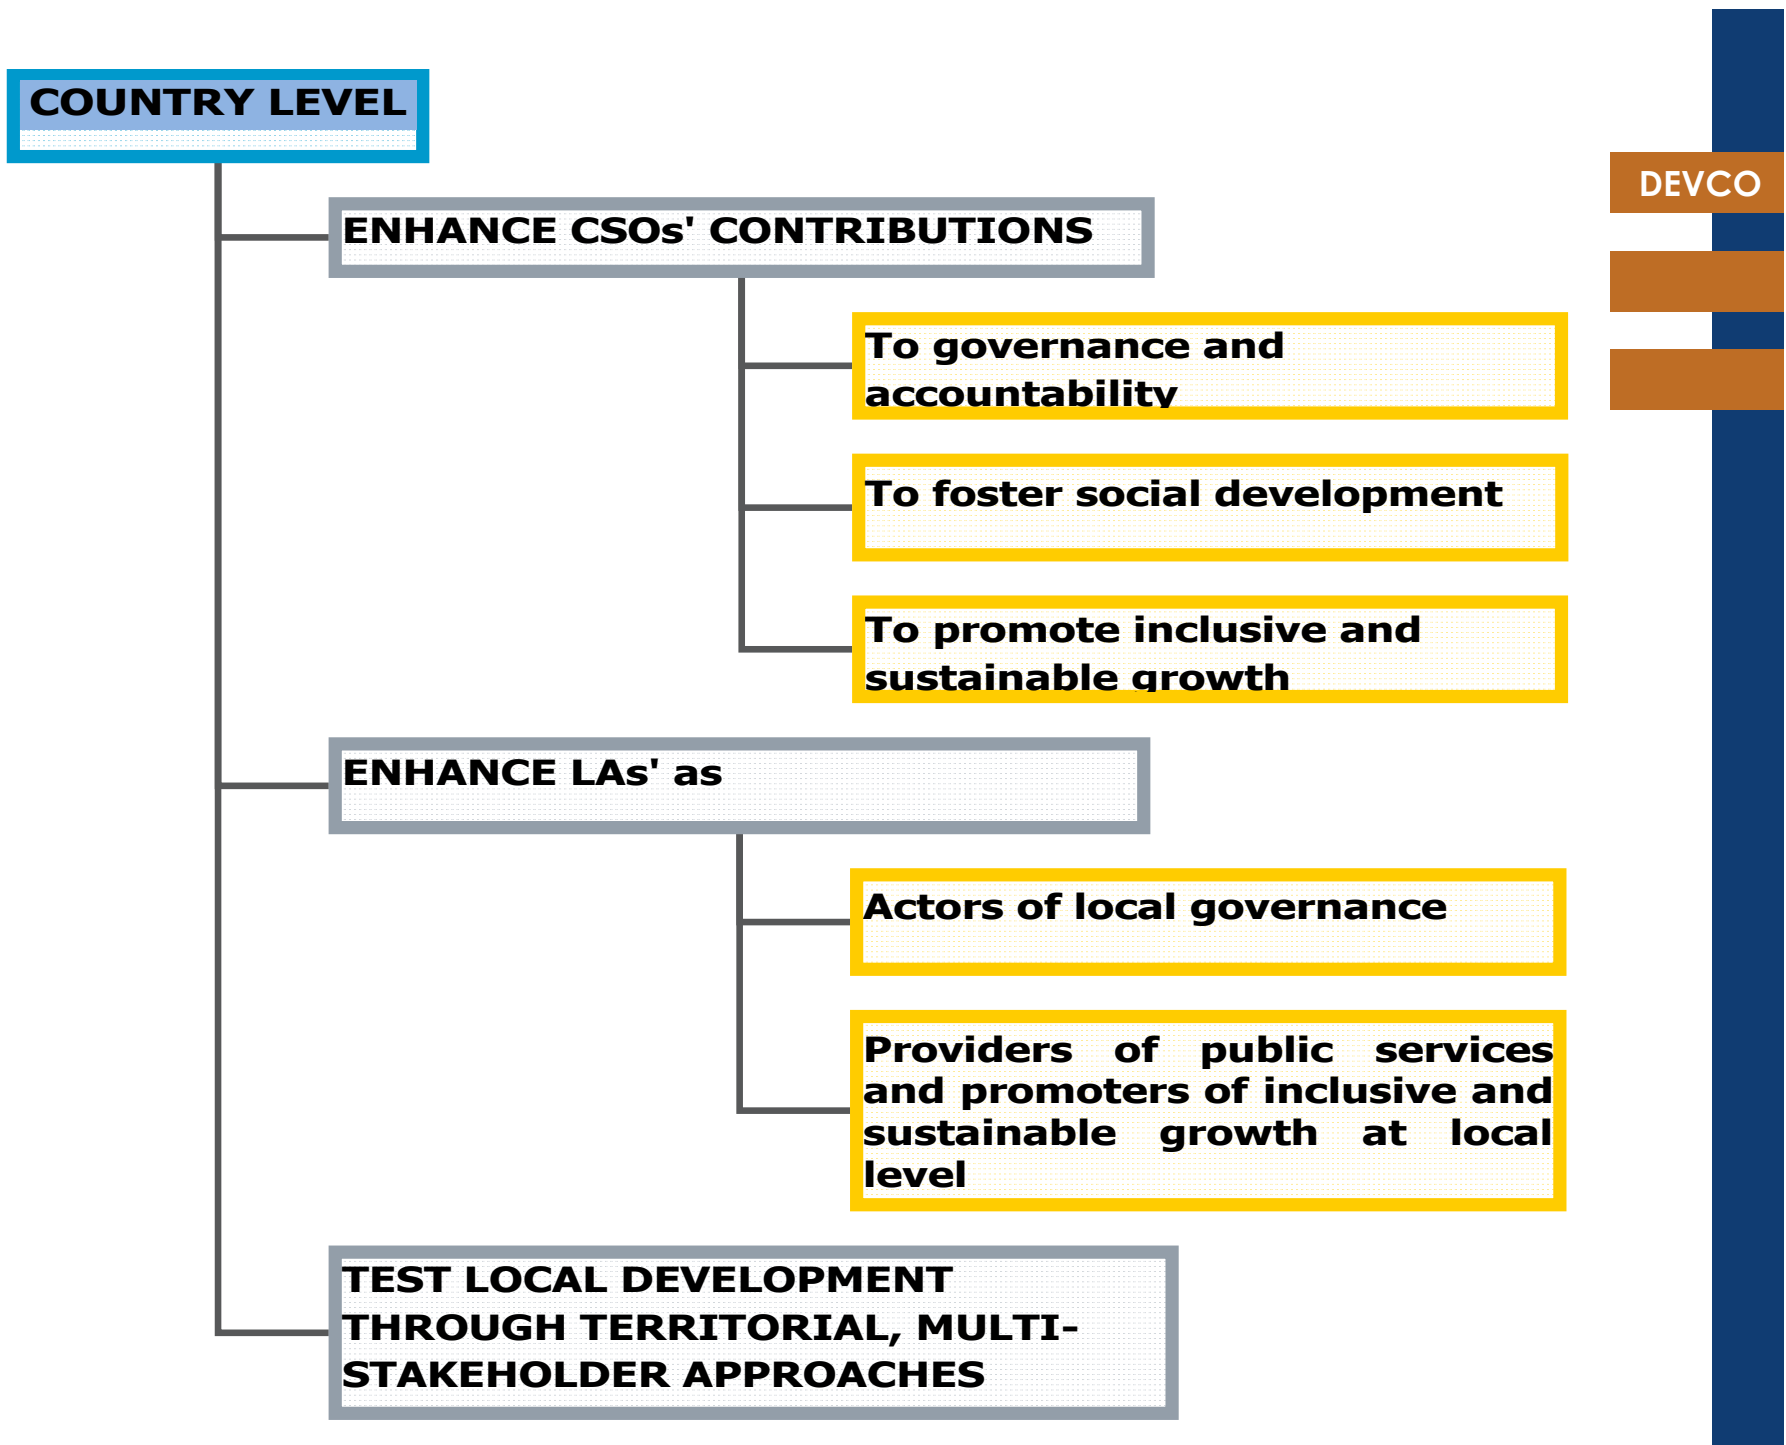 COUNTRY LEVEL
DEVCO
ENHANCE CSOs' CONTRIBUTIONS
To governance and
accountability
To foster social development
To promote inclusive and
sustainable growth
ENHANCE LAs' as
Actors of local governance
Providers of public services
and promoters of inclusive and
sustainable growth at local
level
TEST LOCAL DEVELOPMENT
THROUGH TERRITORIAL, MULTI-
STAKEHOLDER APPROACHES